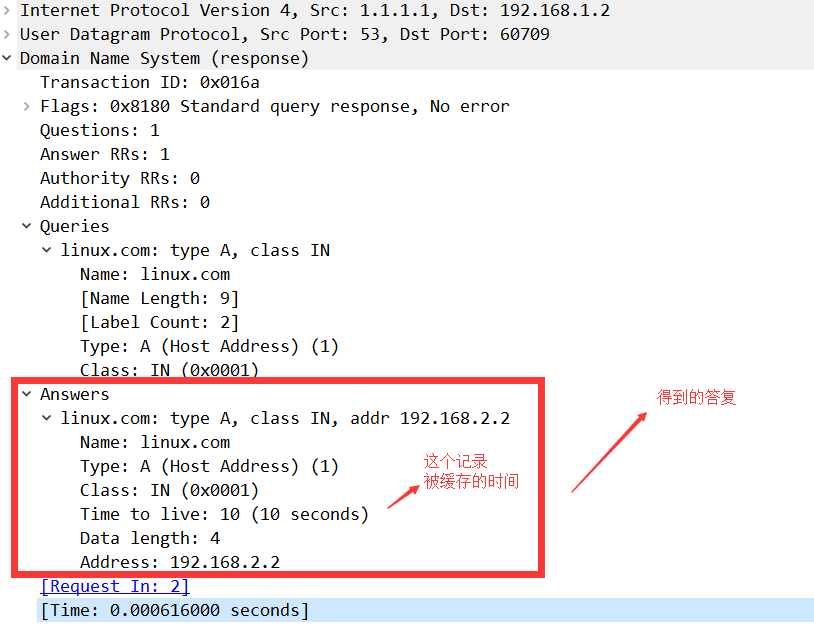 Internet Protocol Version 4, Src: 1.1.1.1, Dst: 192.168.1.2
User Datagram Protocol, Src Port: 53, Dst Port: 60709
Domain Name System (response)
Transaction ID: 0x016a
Flags: 0x8180 Standard query response, No error
Questions: 1
Answer RRs: 1
Authority RRs: 0
Additional RRs: 0
Queries
linux.com: type A, class IN
Name: linux.com
[Name Length: 9]
[Label Count: 2]
Type: A (Host Address) (1)
Class: IN (0x0001)
Answers
linux.com: type A, class IN, addr 192.168.2.2
Name: linux.com
Type: A (Host Address) (1)
Class: IN (0x0001)
Time to live: 10 (10 seconds)
Data length: 4
Address: 192.168.2.2
这个记录
被缓存的时间
得到的答复
[Request In: 2]
[Time: 0.000616000 seconds]